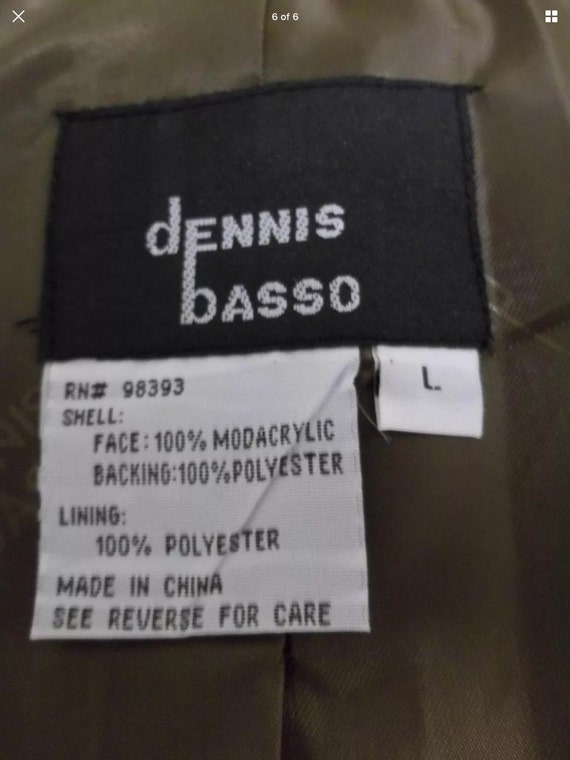 6 of 6
dENNIS
bASSO
RN# 98393
SHELL:
FACE: 100% MODACRYLIC
BACKING:100%POLYESTER
LINING:
100% POLYESTER
MADE IN CHINA
SEE REVERSE FOR CARE
L